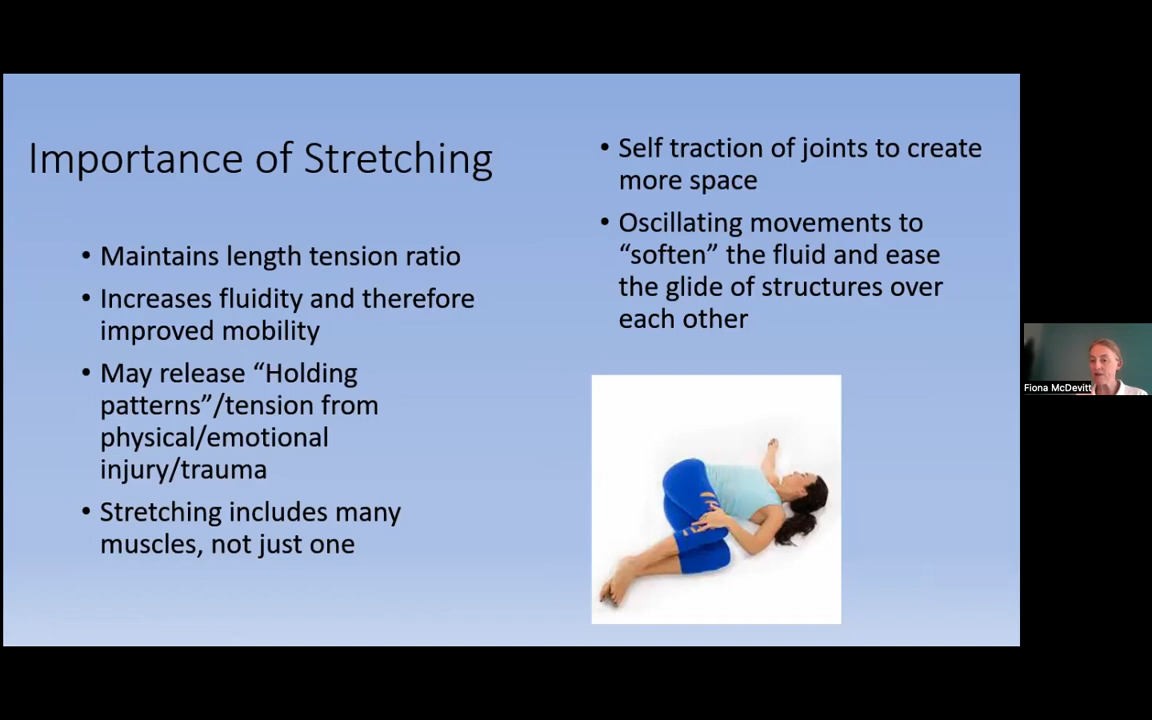 Importance of Stretching
• Maintains length tension ratio
• Increases fluidity and therefore
improved mobility
• May release “Holding
patterns”/tension from
physical/emotional
injury/trauma
• Stretching includes many
muscles, not just one
• Self traction of joints to create
more space
• Oscillating movements to
“soften” the fluid and ease
the glide of structures over
each other
Fiona McDevitt